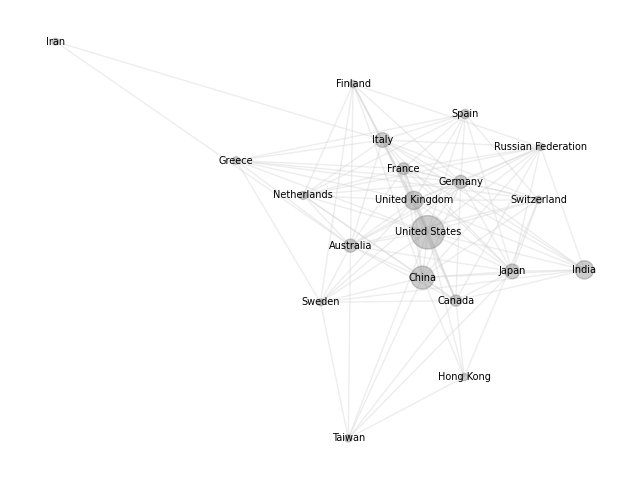 Iran
Finland
Spain
Italy
Russian Federation
Greece
France
Germany
Netherlands
United Kingdom
Switzerland
United States
Australia
China
Japan
India
Sweden
Canada
Hong Kong
Taiwan